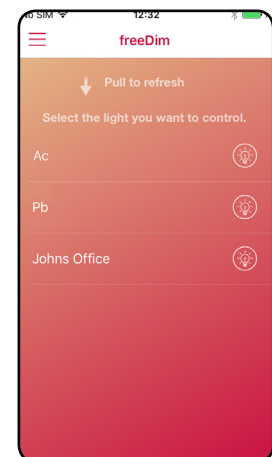 No SIM 12:32
freeDim
Pull to refresh
Select the light you want to control.
Ac
Pb
Johns Office